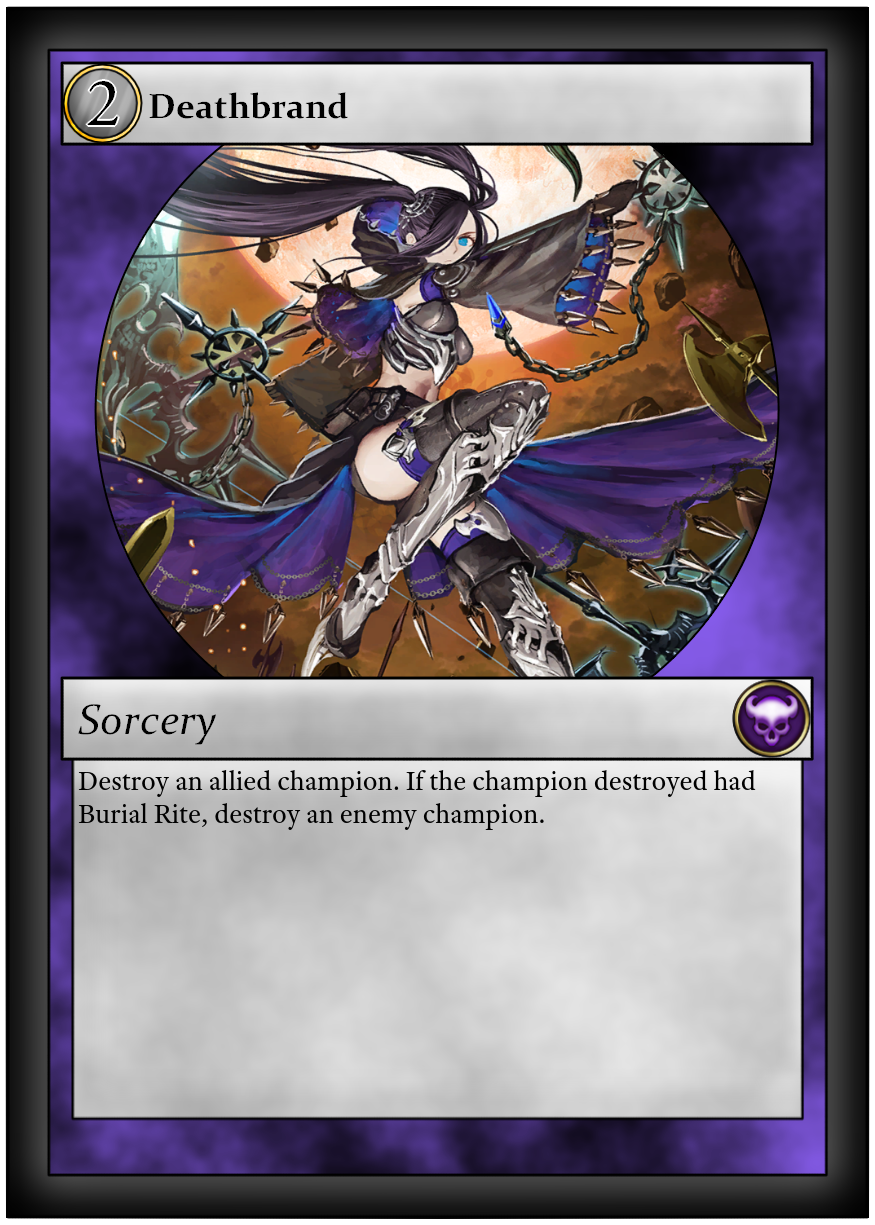 2 Deathbrand
Sorcery
Destroy an allied champion. If the champion destroyed had
Burial Rite, destroy an enemy champion.